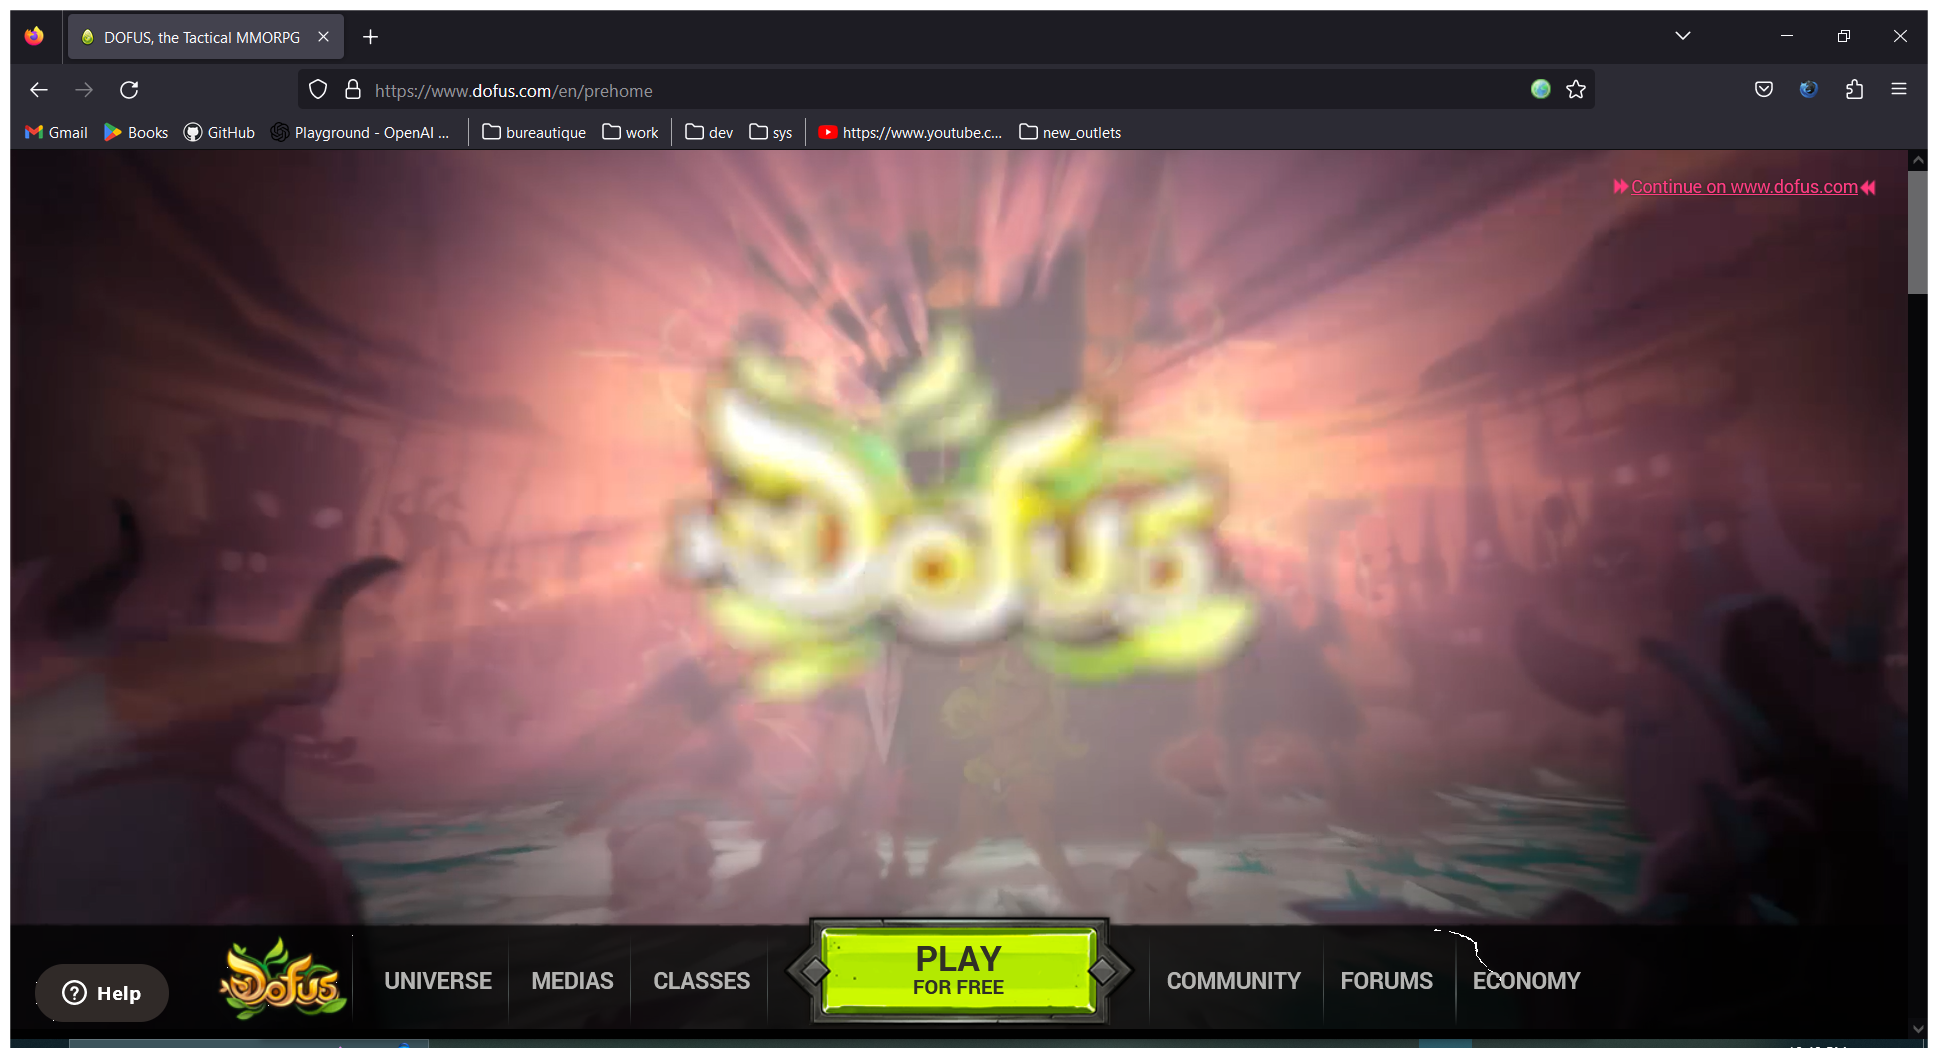 DOFUS, the Tactical MMORPG
https://www.dofus.com/en/prehome
Gmail Books GitHub Playground - OpenAI ... bureautique work dev sys https://www.youtube.c... new_outlets
Continue on www.dofus.com
Dofus
Help Dofus UNIVERSE MEDIAS CLASSES PLAY COMMUNITY FORUMS ECONOMY
FOR FREE